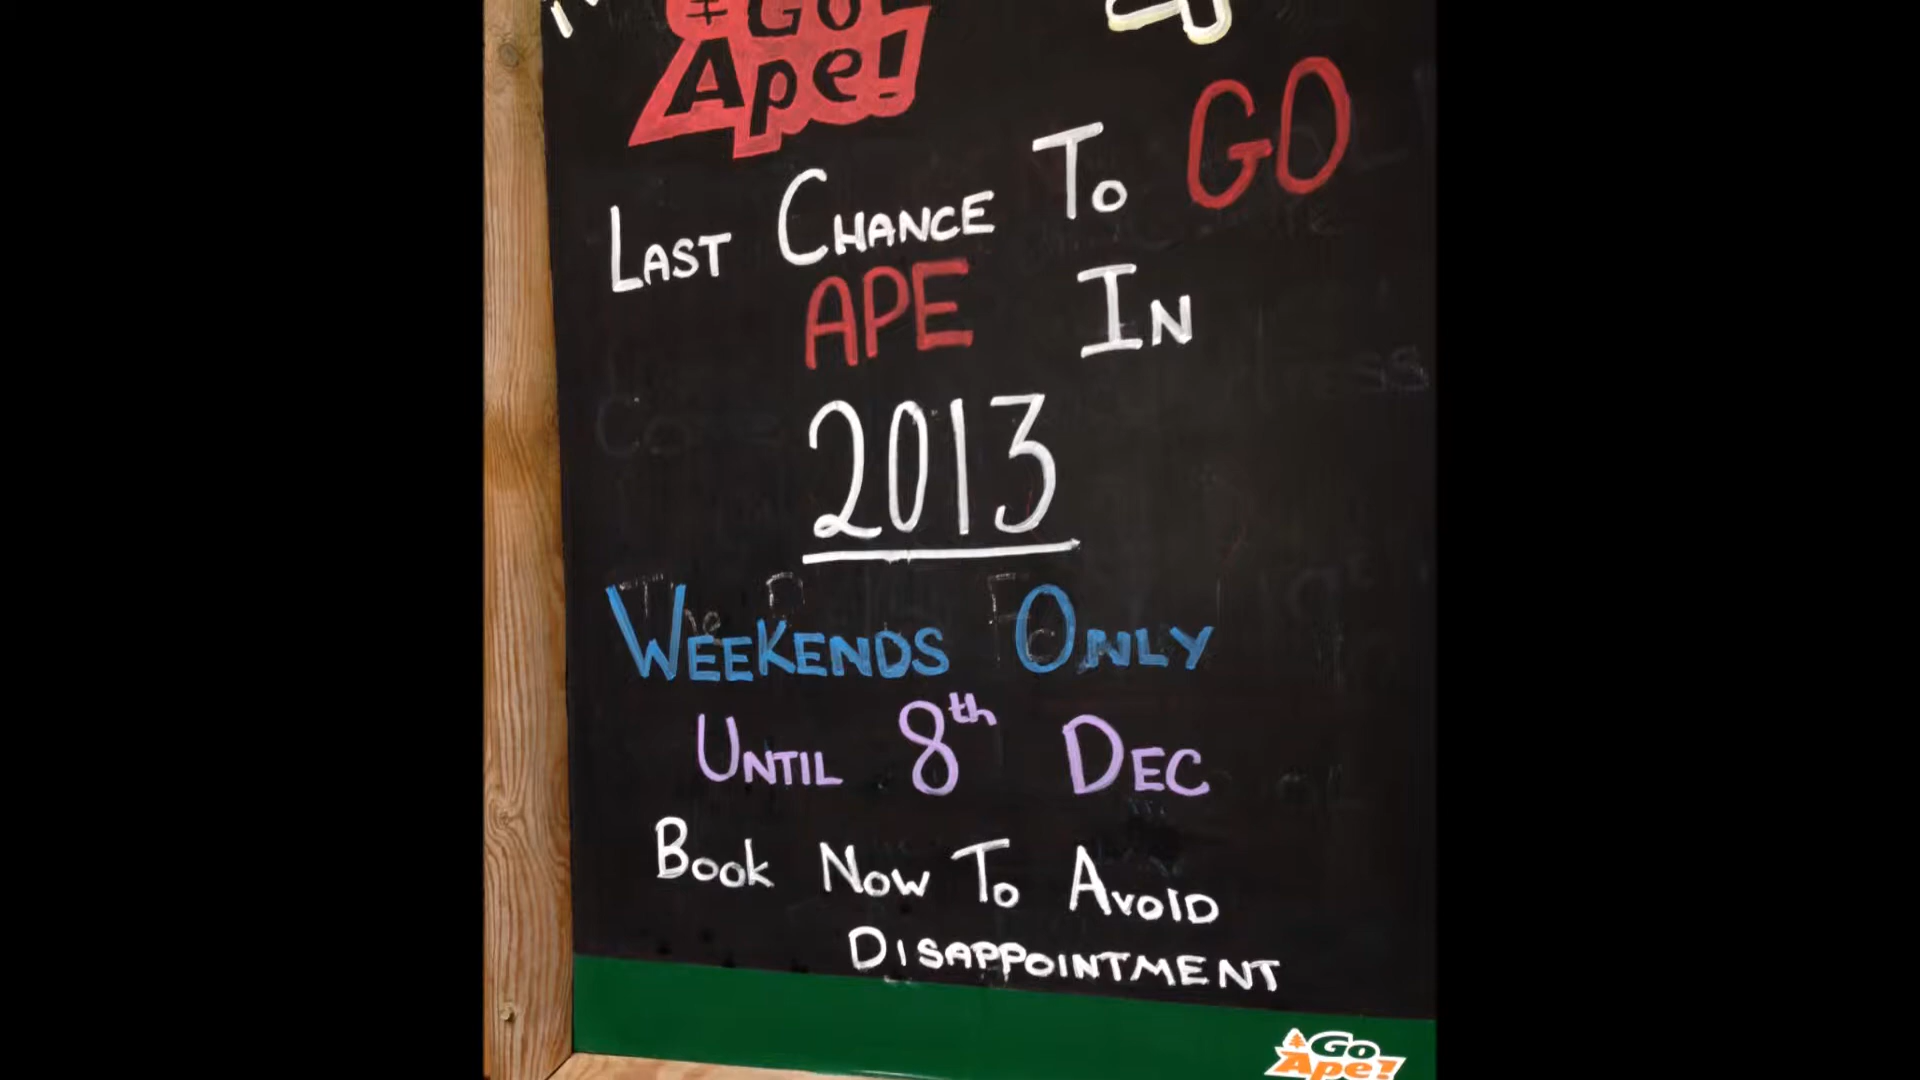 Go
Ape!
LAST CHANCE TO GO
APE IN
2013
WEEKENDS ONLY
UNTIL 8th DEC
BOOK NOW TO AVOID
DISAPPOINTMENT
Go
Ape!